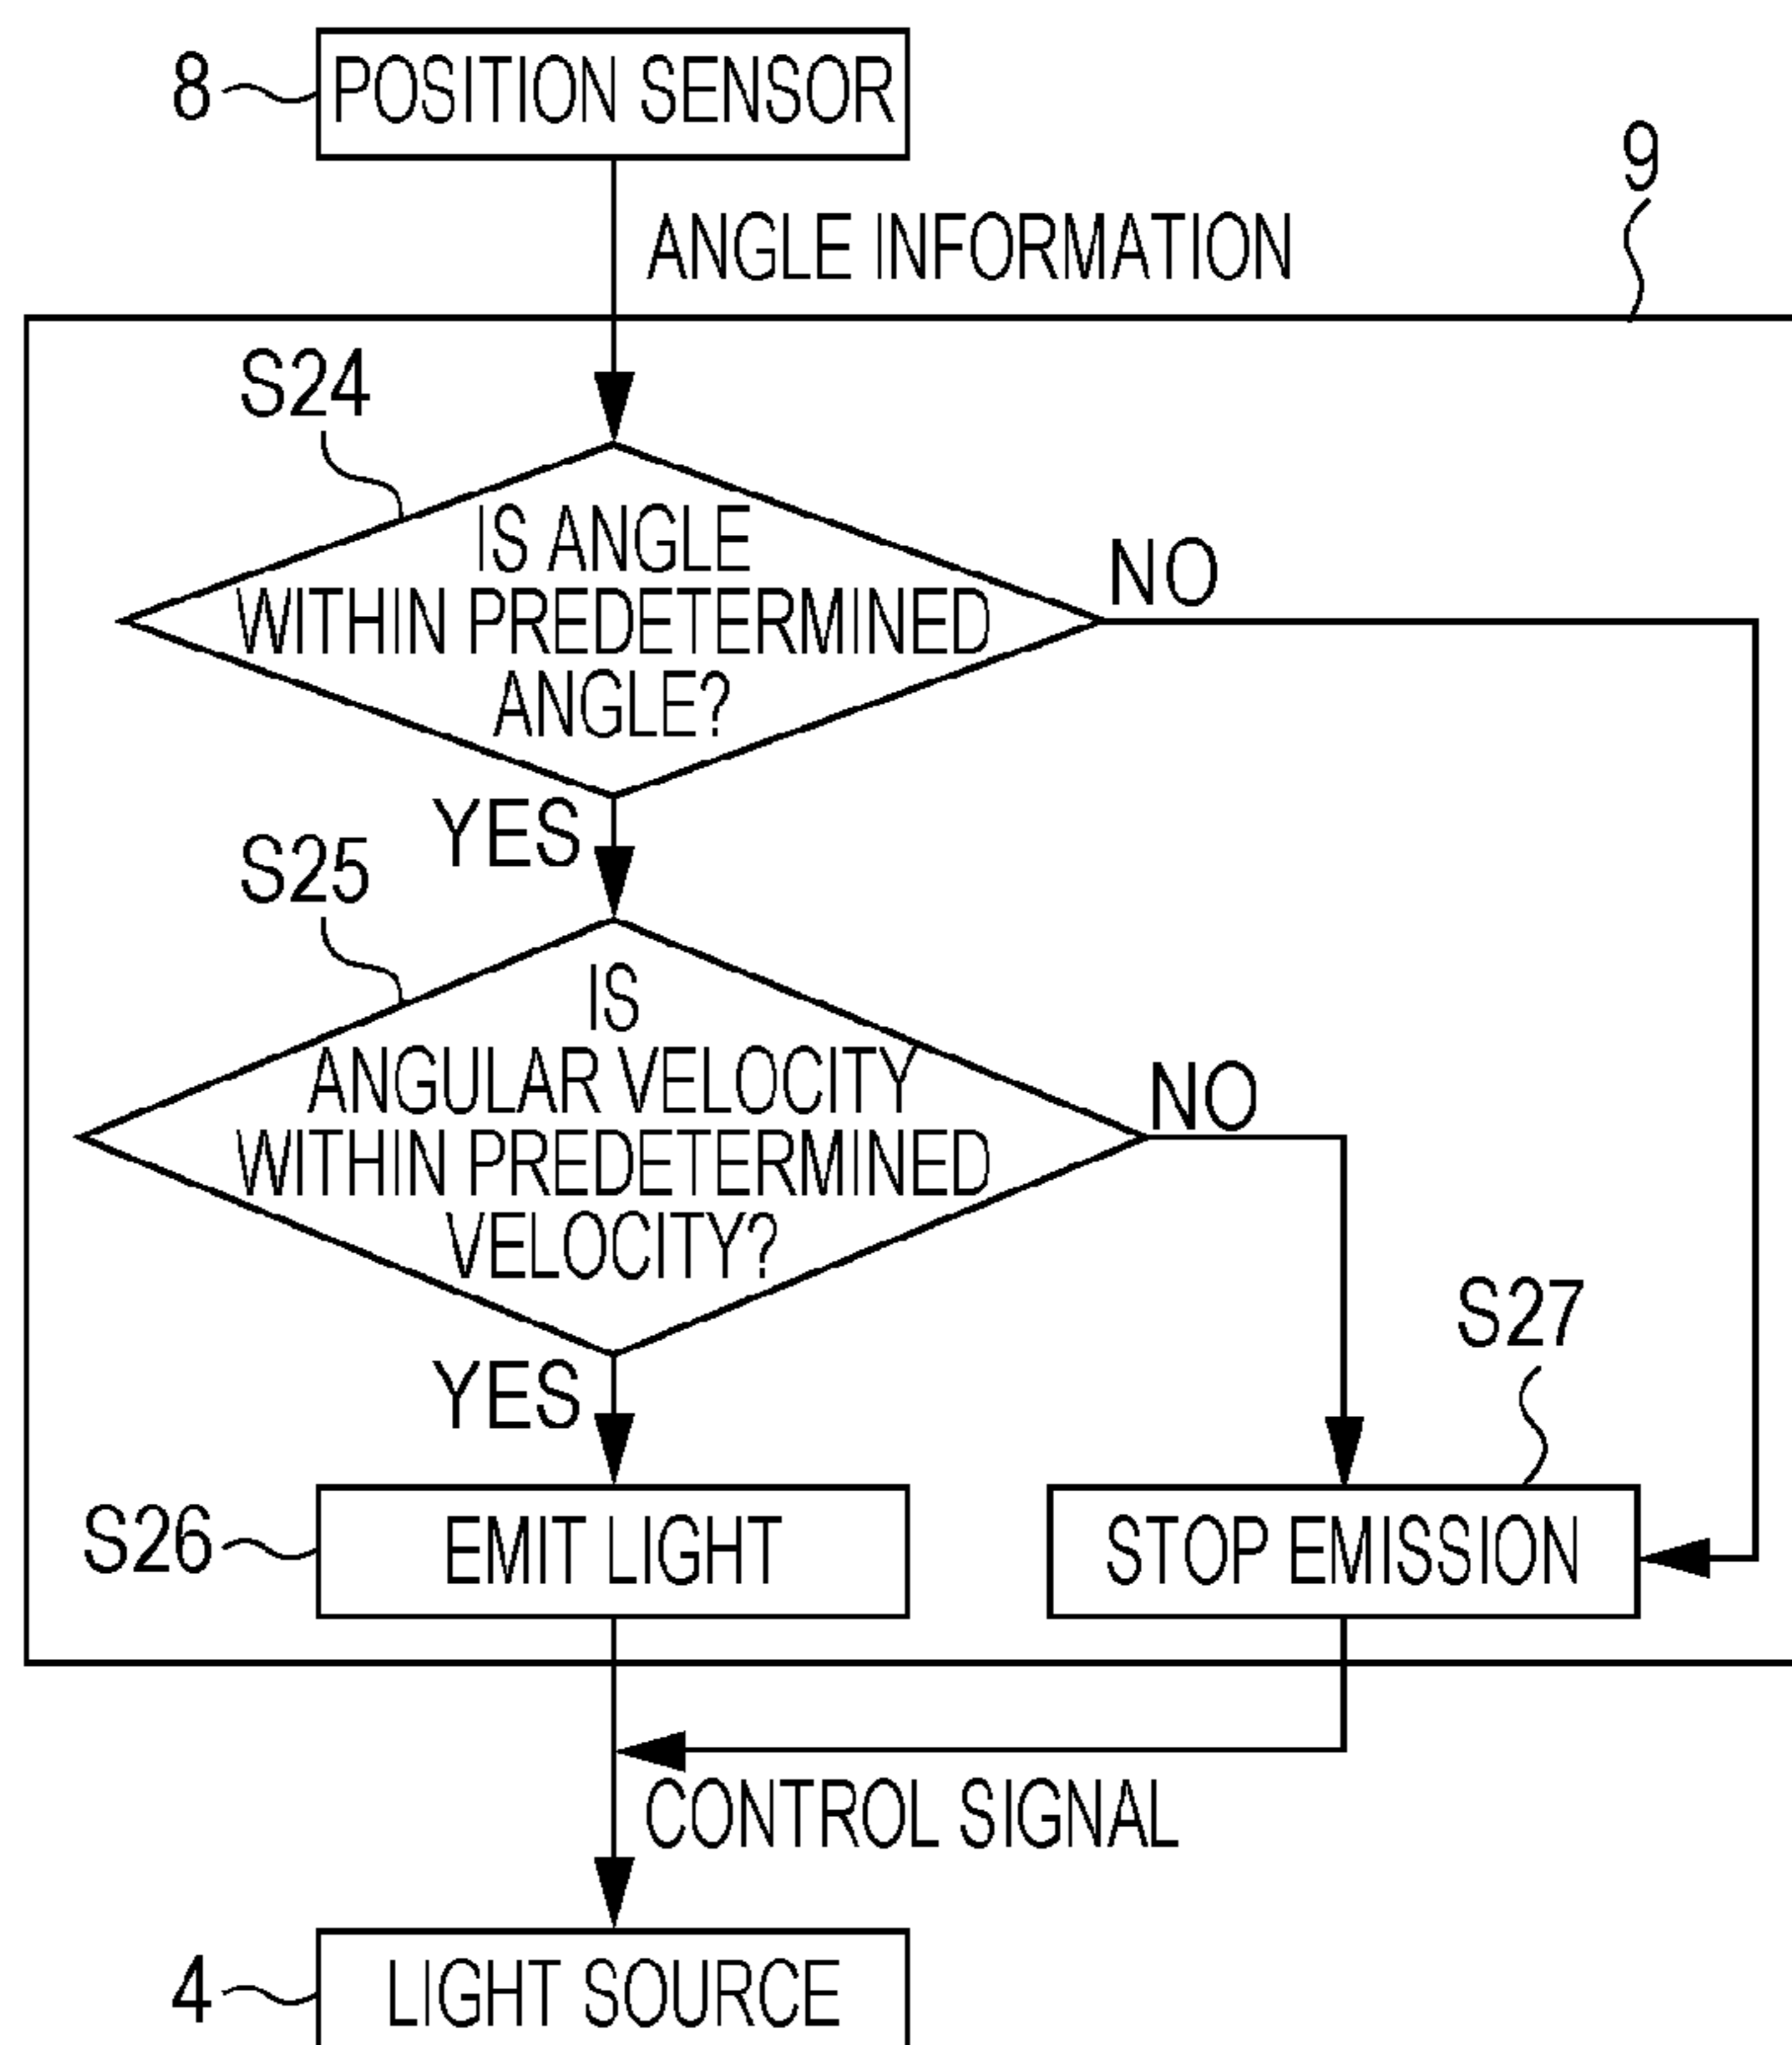 8
POSITION SENSOR
9
ANGLE INFORMATION
S24
IS ANGLE
WITHIN PREDETERMINED
ANGLE?
NO
YES
S25
IS
ANGULAR VELOCITY
WITHIN PREDETERMINED
VELOCITY?
NO
YES
S27
S26
EMIT LIGHT
STOP EMISSION
CONTROL SIGNAL
4
LIGHT SOURCE